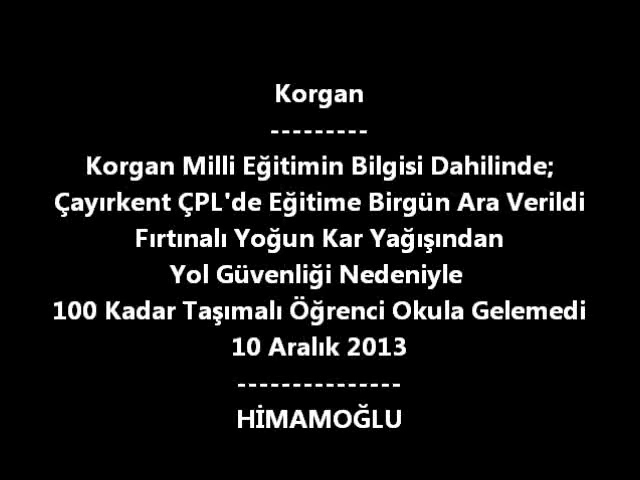 Korgan
---------
Korgan Milli Eğitimin Bilgisi Dahilinde;
Çayırkent ÇPL'de Eğitime Birgün Ara Verildi
Fırtınalı Yoğun Kar Yağışından
Yol Güvenliği Nedeniyle
100 Kadar Taşımalı Öğrenci Okula Gelemedi
10 Aralık 2013
---------------
HİMAMOĞLU